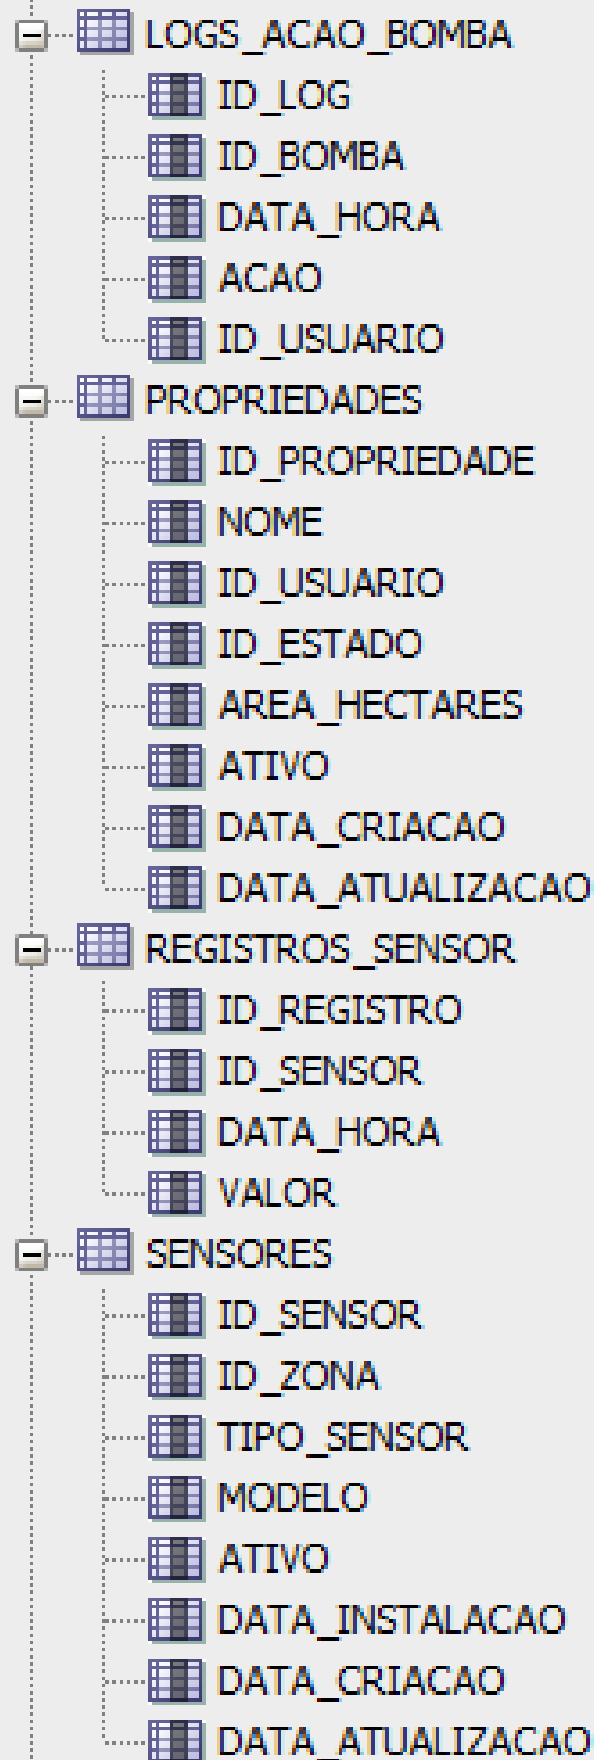 LOGS_ACAO_BOMBA
ID_LOG
ID_BOMBA
DATA_HORA
ACAO
ID_USUARIO
PROPRIEDADES
ID_PROPRIEDADE
NOME
ID_USUARIO
ID_ESTADO
AREA_HECTARES
ATIVO
DATA_CRIACAO
DATA_ATUALIZACAO
REGISTROS_SENSOR
ID_REGISTRO
ID_SENSOR
DATA_HORA
VALOR
SENSORES
ID_SENSOR
ID_ZONA
TIPO_SENSOR
MODELO
ATIVO
DATA_INSTALACAO
DATA_CRIACAO
DATA_ATUALIZACAO